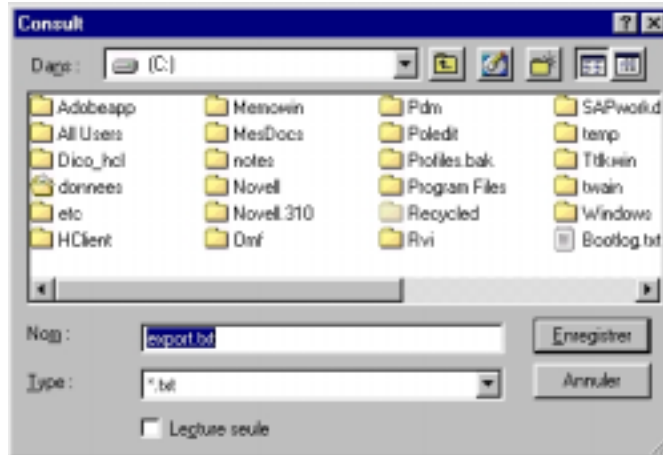 Consult
Dans : (C:)
Adobeapp Memowin Pdm SAPwork.d
All Users MesDocs Poledit temp
Dico_hcl notes Profiles.bak Ttlkwin
donnees Novell Program Files twain
etc Novell.310 Recycled Windows
HClient Omf Rvi Bootlog.txt
Nom : export.txt Enregistrer
Type : *.txt Annuler
Lecture seule